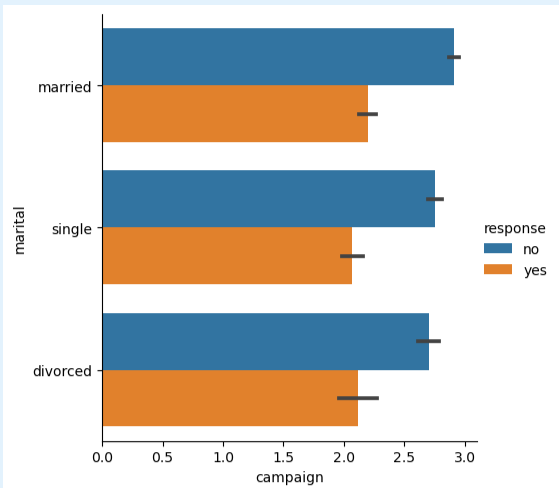 married
single
divorced
marital
0.0 0.5 1.0 1.5 2.0 2.5 3.0
campaign
response
no
yes